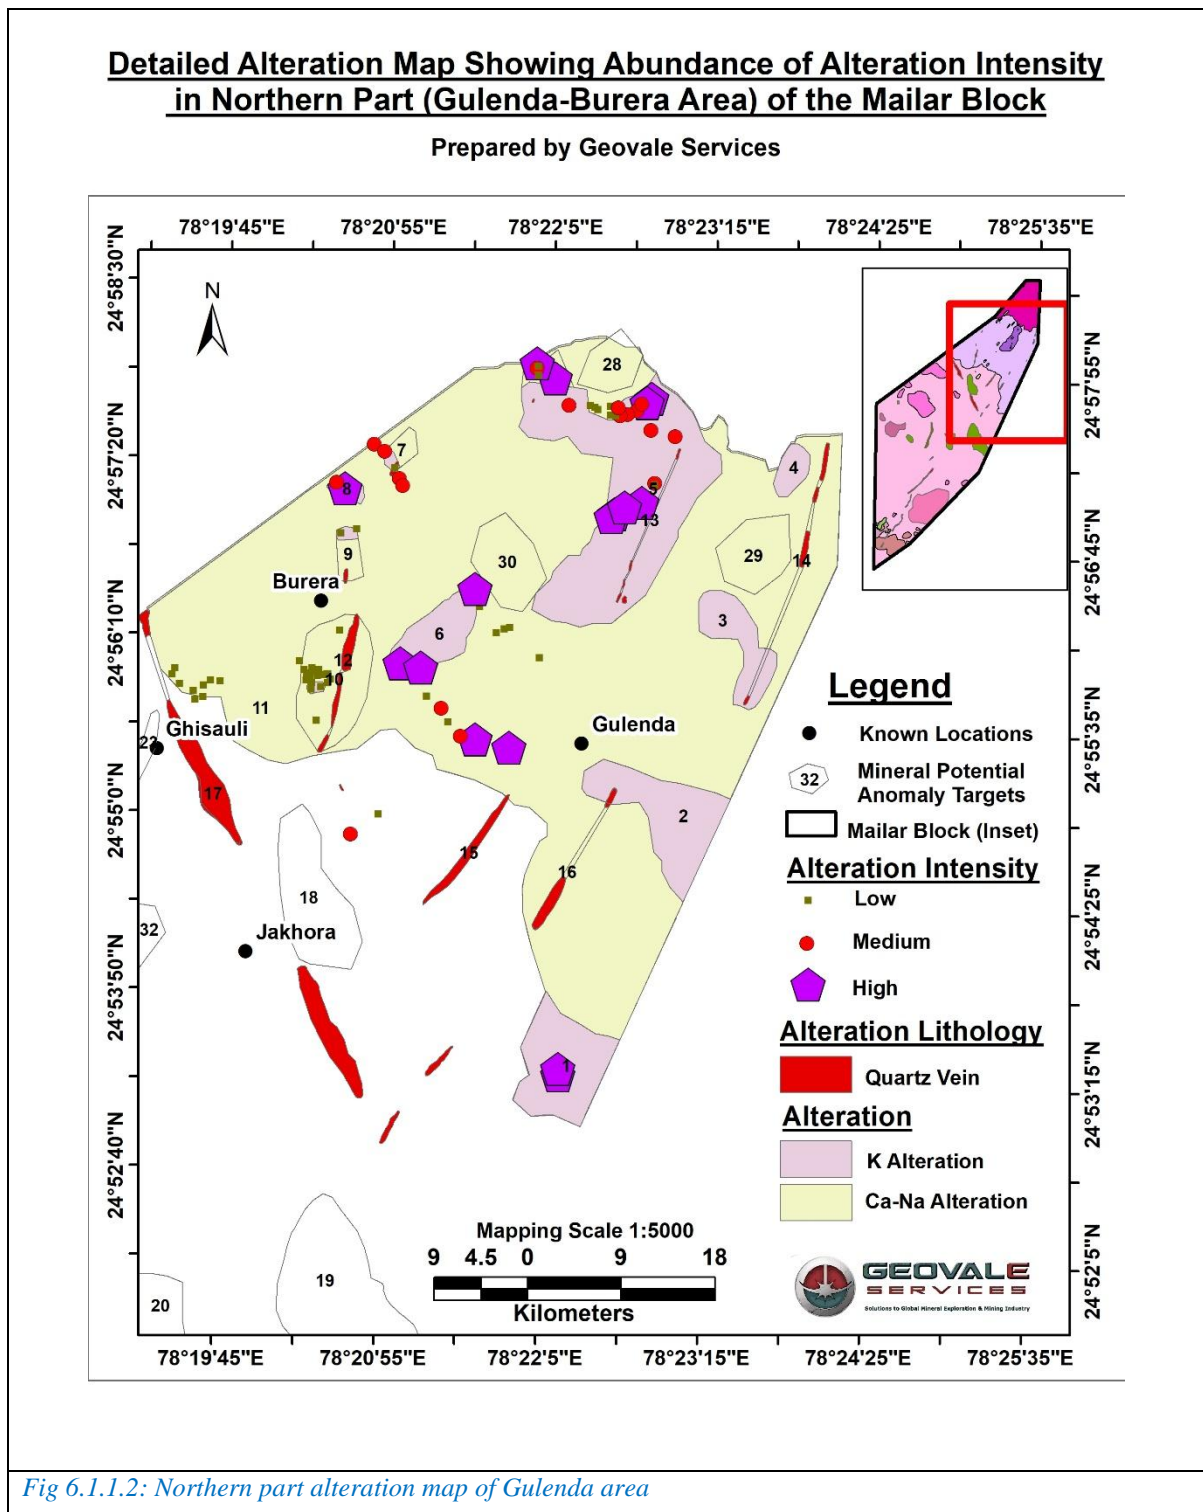 Detailed Alteration Map Showing Abundance of Alteration Intensity
in Northern Part (Gulenda-Burera Area) of the Mailar Block
Prepared by Geovale Services
78°19'45"E 78°20'55"E 78°22'5"E 78°23'15"E 78°24'25"E 78°25'35"E
24°58'30"N
24°57'20"N
24°56'10"N
24°55'0"N
24°53'50"N
24°52'40"N
N
28
7
8
4
5
13
9
30
29
14
Burera
6
3
12
10
11
Ghisauli
23
Gulenda
17
2
15
16
18
32
Jakhora
1
19
20
24°57'55"N
24°56'45"N
24°55'35"N
24°54'25"N
24°53'15"N
24°52'5"N
Legend
Known Locations
32 Mineral Potential
Anomaly Targets
Mailar Block (Inset)
Alteration Intensity
Low
Medium
High
Alteration Lithology
Quartz Vein
Alteration
K Alteration
Ca-Na Alteration
Mapping Scale 1:5000
9 4.5 0 9 18
Kilometers
GEOVALE
SERVICES
Solutions to Global Mineral Exploration & Mining Industry
78°19'45"E 78°20'55"E 78°22'5"E 78°23'15"E 78°24'25"E 78°25'35"E
Fig 6.1.1.2: Northern part alteration map of Gulenda area